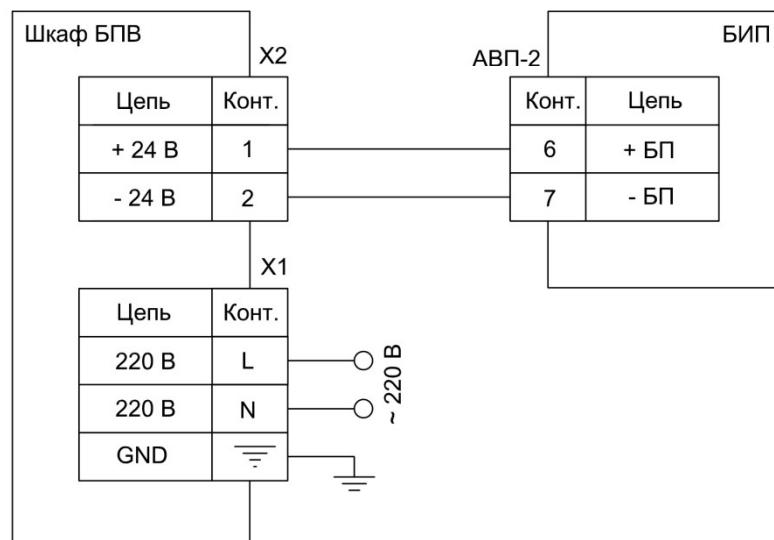 Шкаф БПВ
БИП
X2
АВП-2
Цепь Конт.
Конт. Цепь
+ 24 В 1
6 + БП
- 24 В 2
7 - БП
X1
Цепь Конт.
220 В L
220 В N
GND
~ 220 В